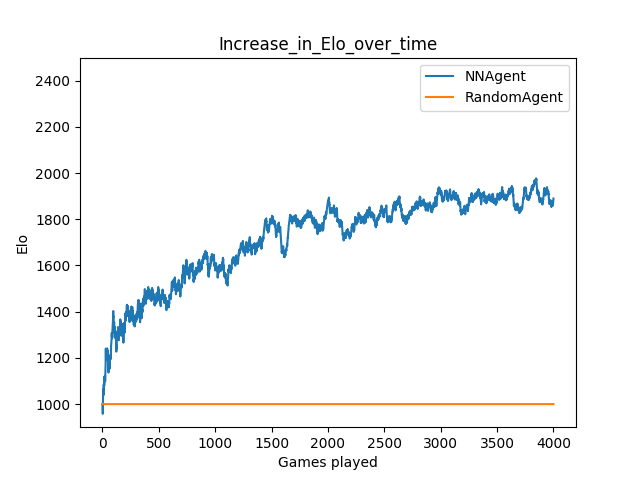 Increase_in_Elo_over_time
NNAgent
RandomAgent
2400
2200
2000
1800
1600
1400
1200
1000
Elo
0 500 1000 1500 2000 2500 3000 3500 4000
Games played